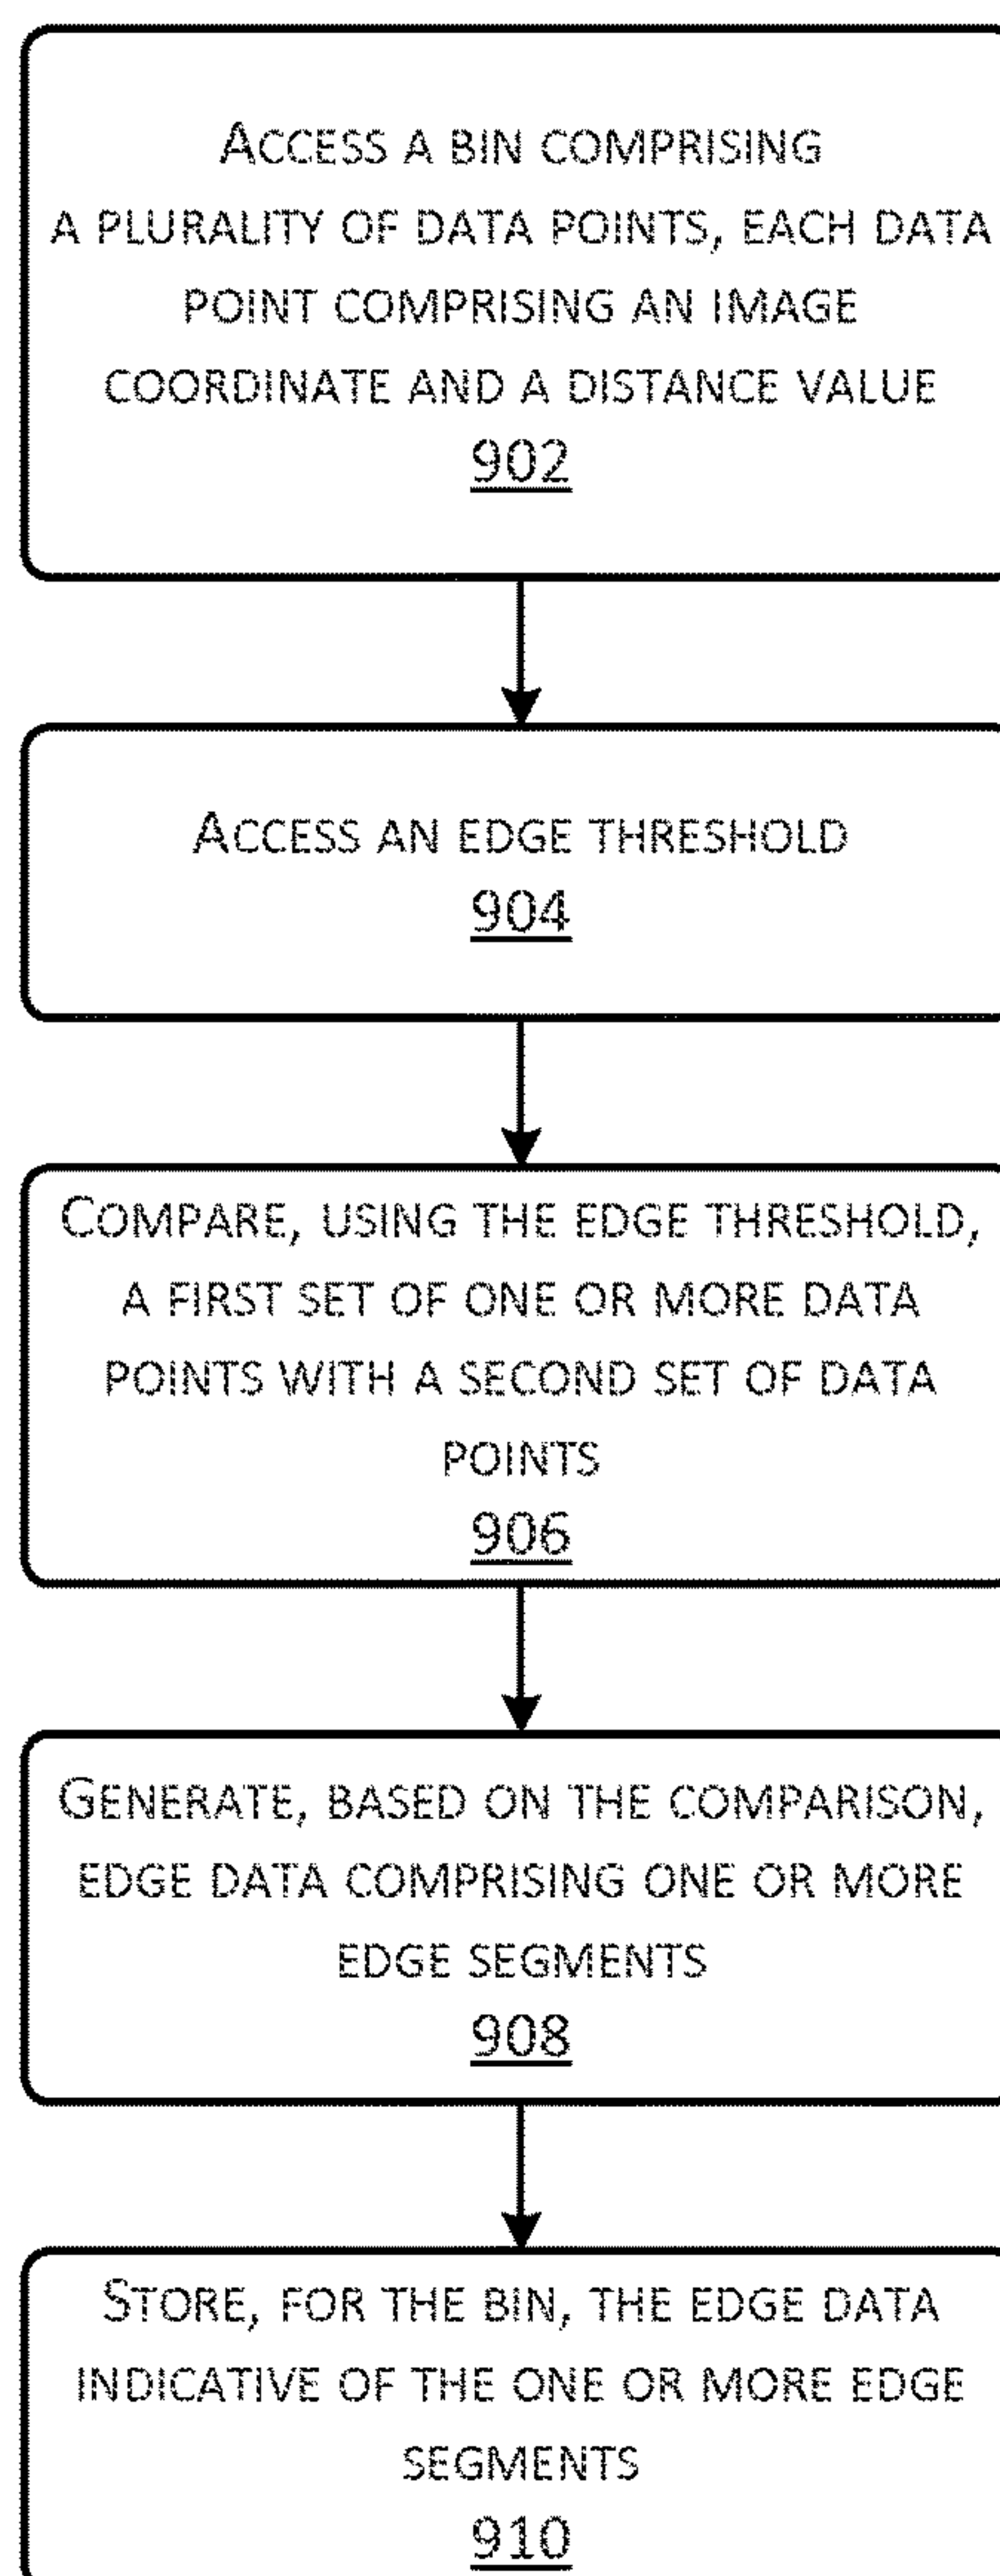 ACCESS A BIN COMPRISING
A PLURALITY OF DATA POINTS, EACH DATA
POINT COMPRISING AN IMAGE
COORDINATE AND A DISTANCE VALUE
902
ACCESS AN EDGE THRESHOLD
904
COMPARE, USING THE EDGE THRESHOLD,
A FIRST SET OF ONE OR MORE DATA
POINTS WITH A SECOND SET OF DATA
POINTS
906
GENERATE, BASED ON THE COMPARISON,
EDGE DATA COMPRISING ONE OR MORE
EDGE SEGMENTS
908
STORE, FOR THE BIN, THE EDGE DATA
INDICATIVE OF THE ONE OR MORE EDGE
SEGMENTS
910